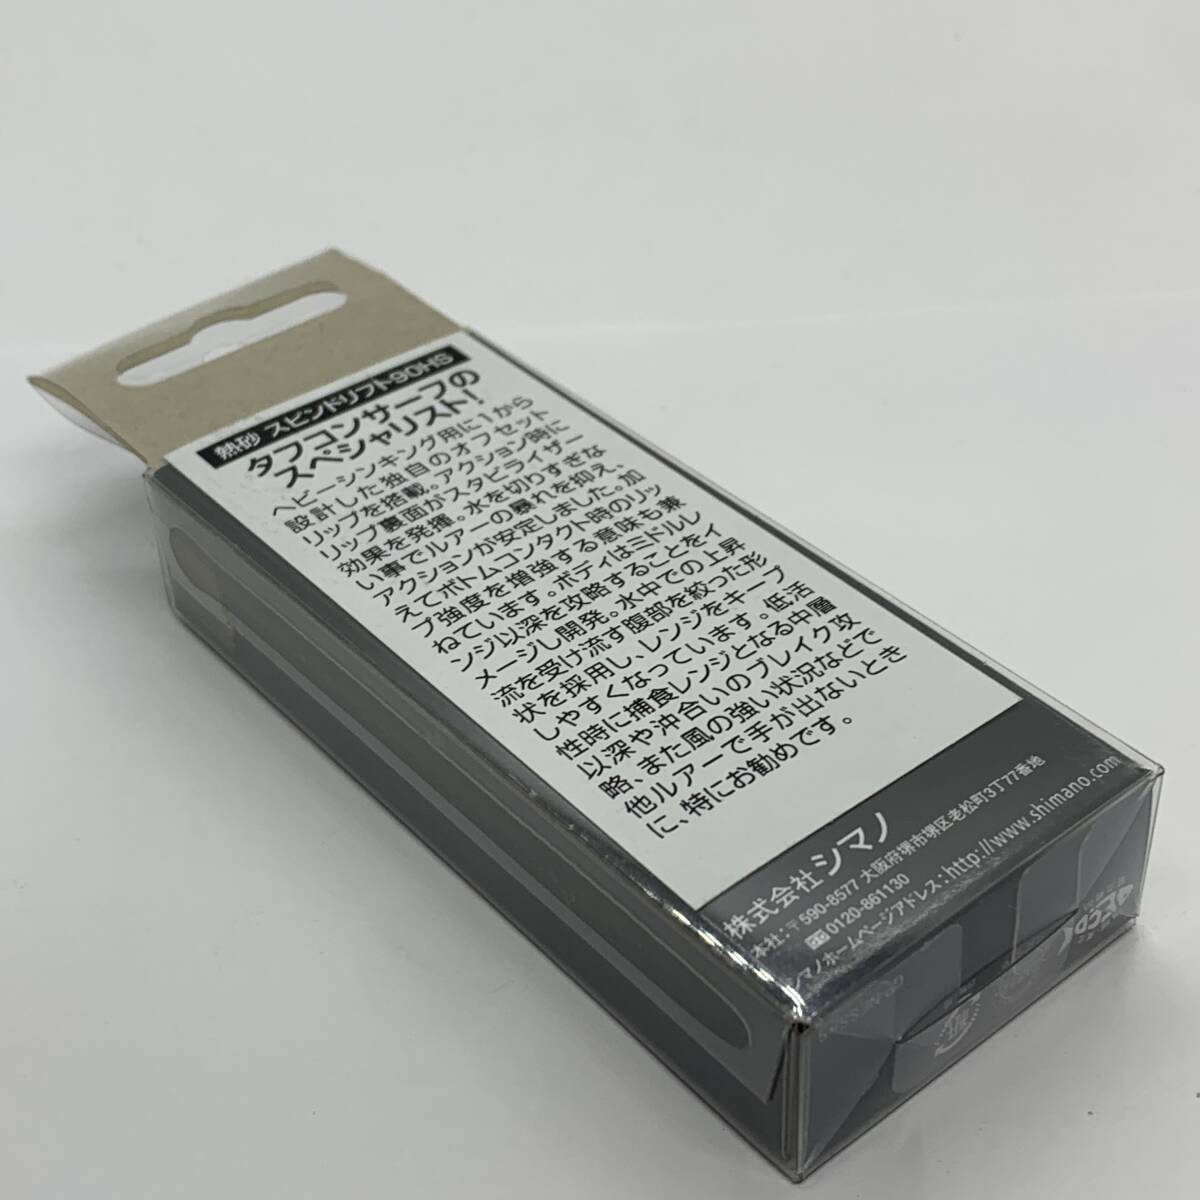 熱砂 スピンドリフト90HS
タフコンサーフの
スペシャリスト!
ヘビーシンキング用に1から
設計した独自のオフセット
リップを搭載。アクション時に
リップ裏面がスタビライザー
効果を発揮。水を切りすぎな
い事でルアーの暴れを抑え、
アクションが安定しました。加
えてボトムコンタクト時のリッ
プ強度を増強する意味も兼
ねています。ボディはミドルレ
ンジ以深を攻略することをイ
メージし開発。水中での上昇
流を受け流す腹部を絞った形
状を採用し、レンジをキープ
しやすくなっています。低活
性時に捕食レンジとなる中層
以深や沖合いのブレイク攻
略、また風の強い状況などで
他ルアーで手が出ないとき
に、特にお勧めです。
株式会社シマノ
本社:〒590-8577 大阪府堺市堺区老松町3丁77番地
0120-861130
シマノホームページアドレス:http://www.shimano.com